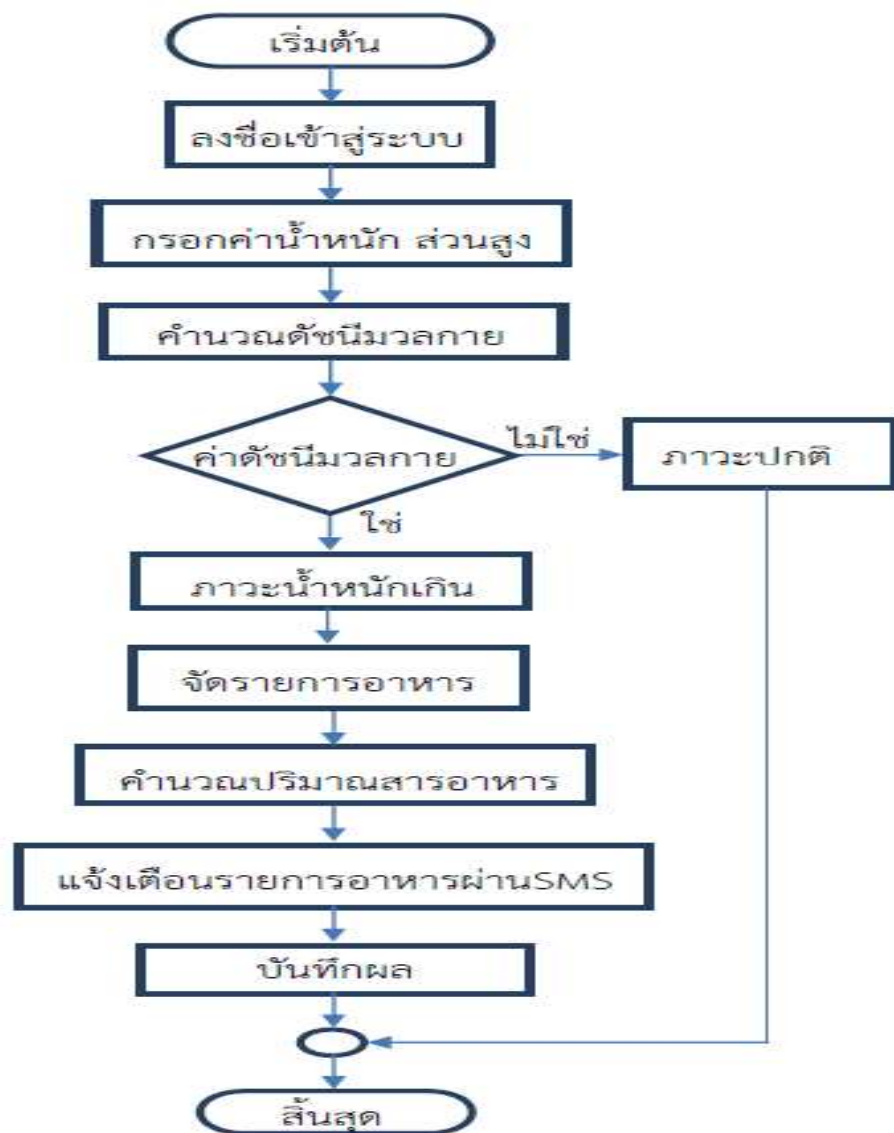 เริ่มต้น
ลงชื่อเข้าสู่ระบบ
กรอกค่าน้ำหนัก ส่วนสูง
คำนวณดัชนีมวลกาย
ค่าดัชนีมวลกาย
ไม่ใช่
ภาวะปกติ
ใช่
ภาวะน้ำหนักเกิน
จัดรายการอาหาร
คำนวณปริมาณสารอาหาร
แจ้งเตือนรายการอาหารผ่านSMS
บันทึกผล
สิ้นสุด